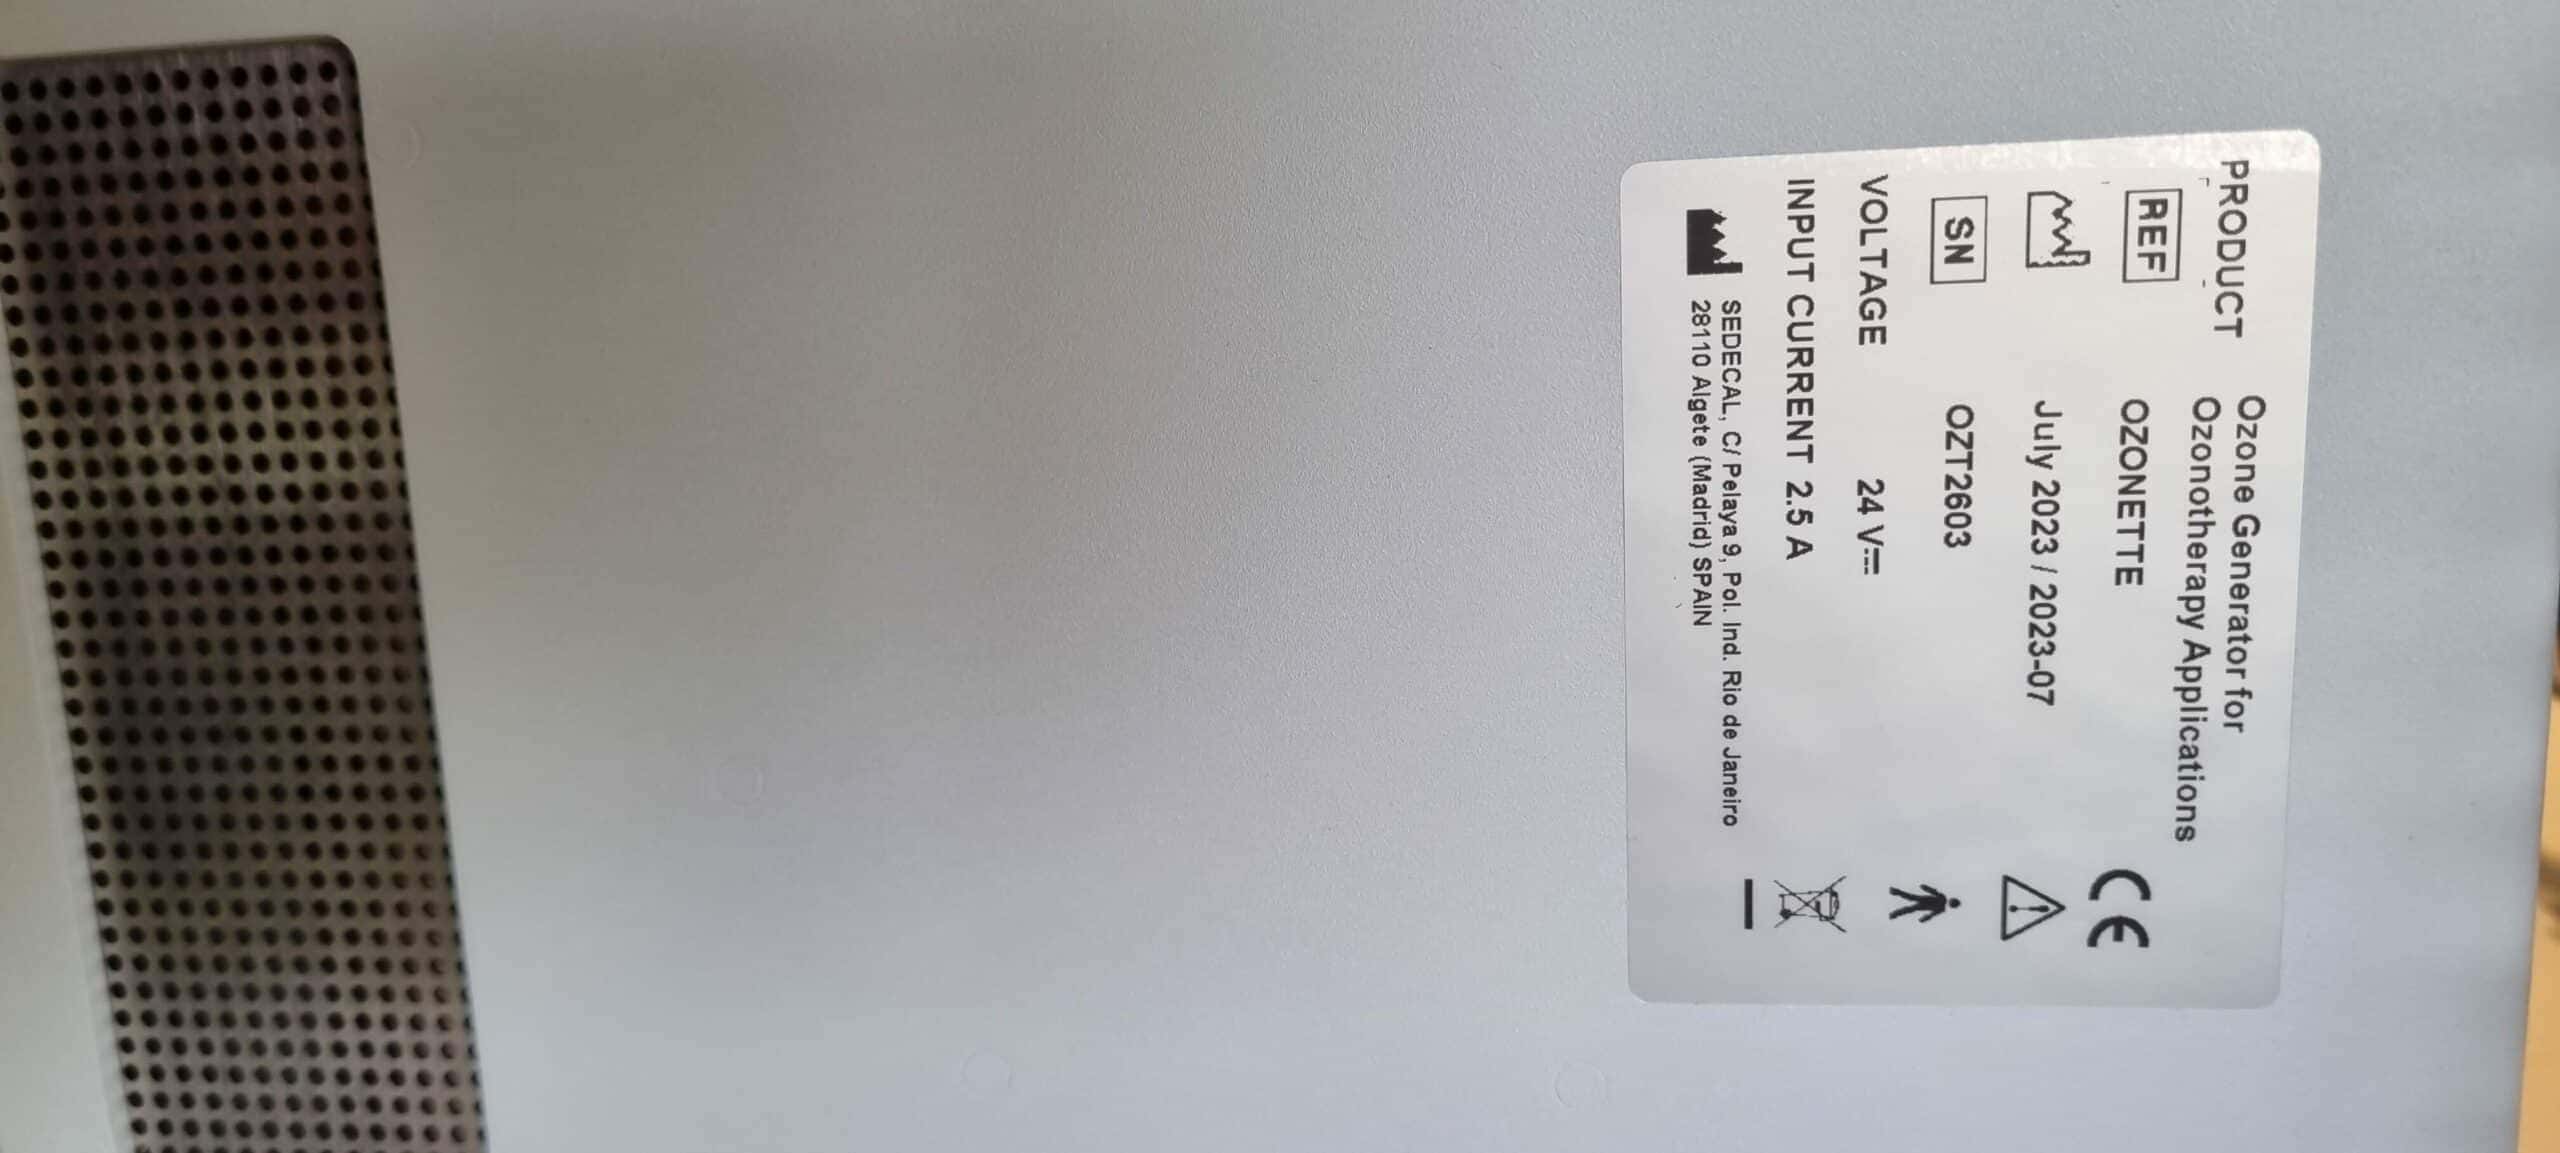 PRODUCT Ozone Generator for
Ozonotherapy Applications
REF OZONETTE
CE
July 2023 / 2023-07
SN OZT2603
VOLTAGE 24 V
INPUT CURRENT 2.5 A
SEDECAL, C/ Pelaya 9, Pol. Ind. Rio de Janeiro
28110 Algete (Madrid) SPAIN